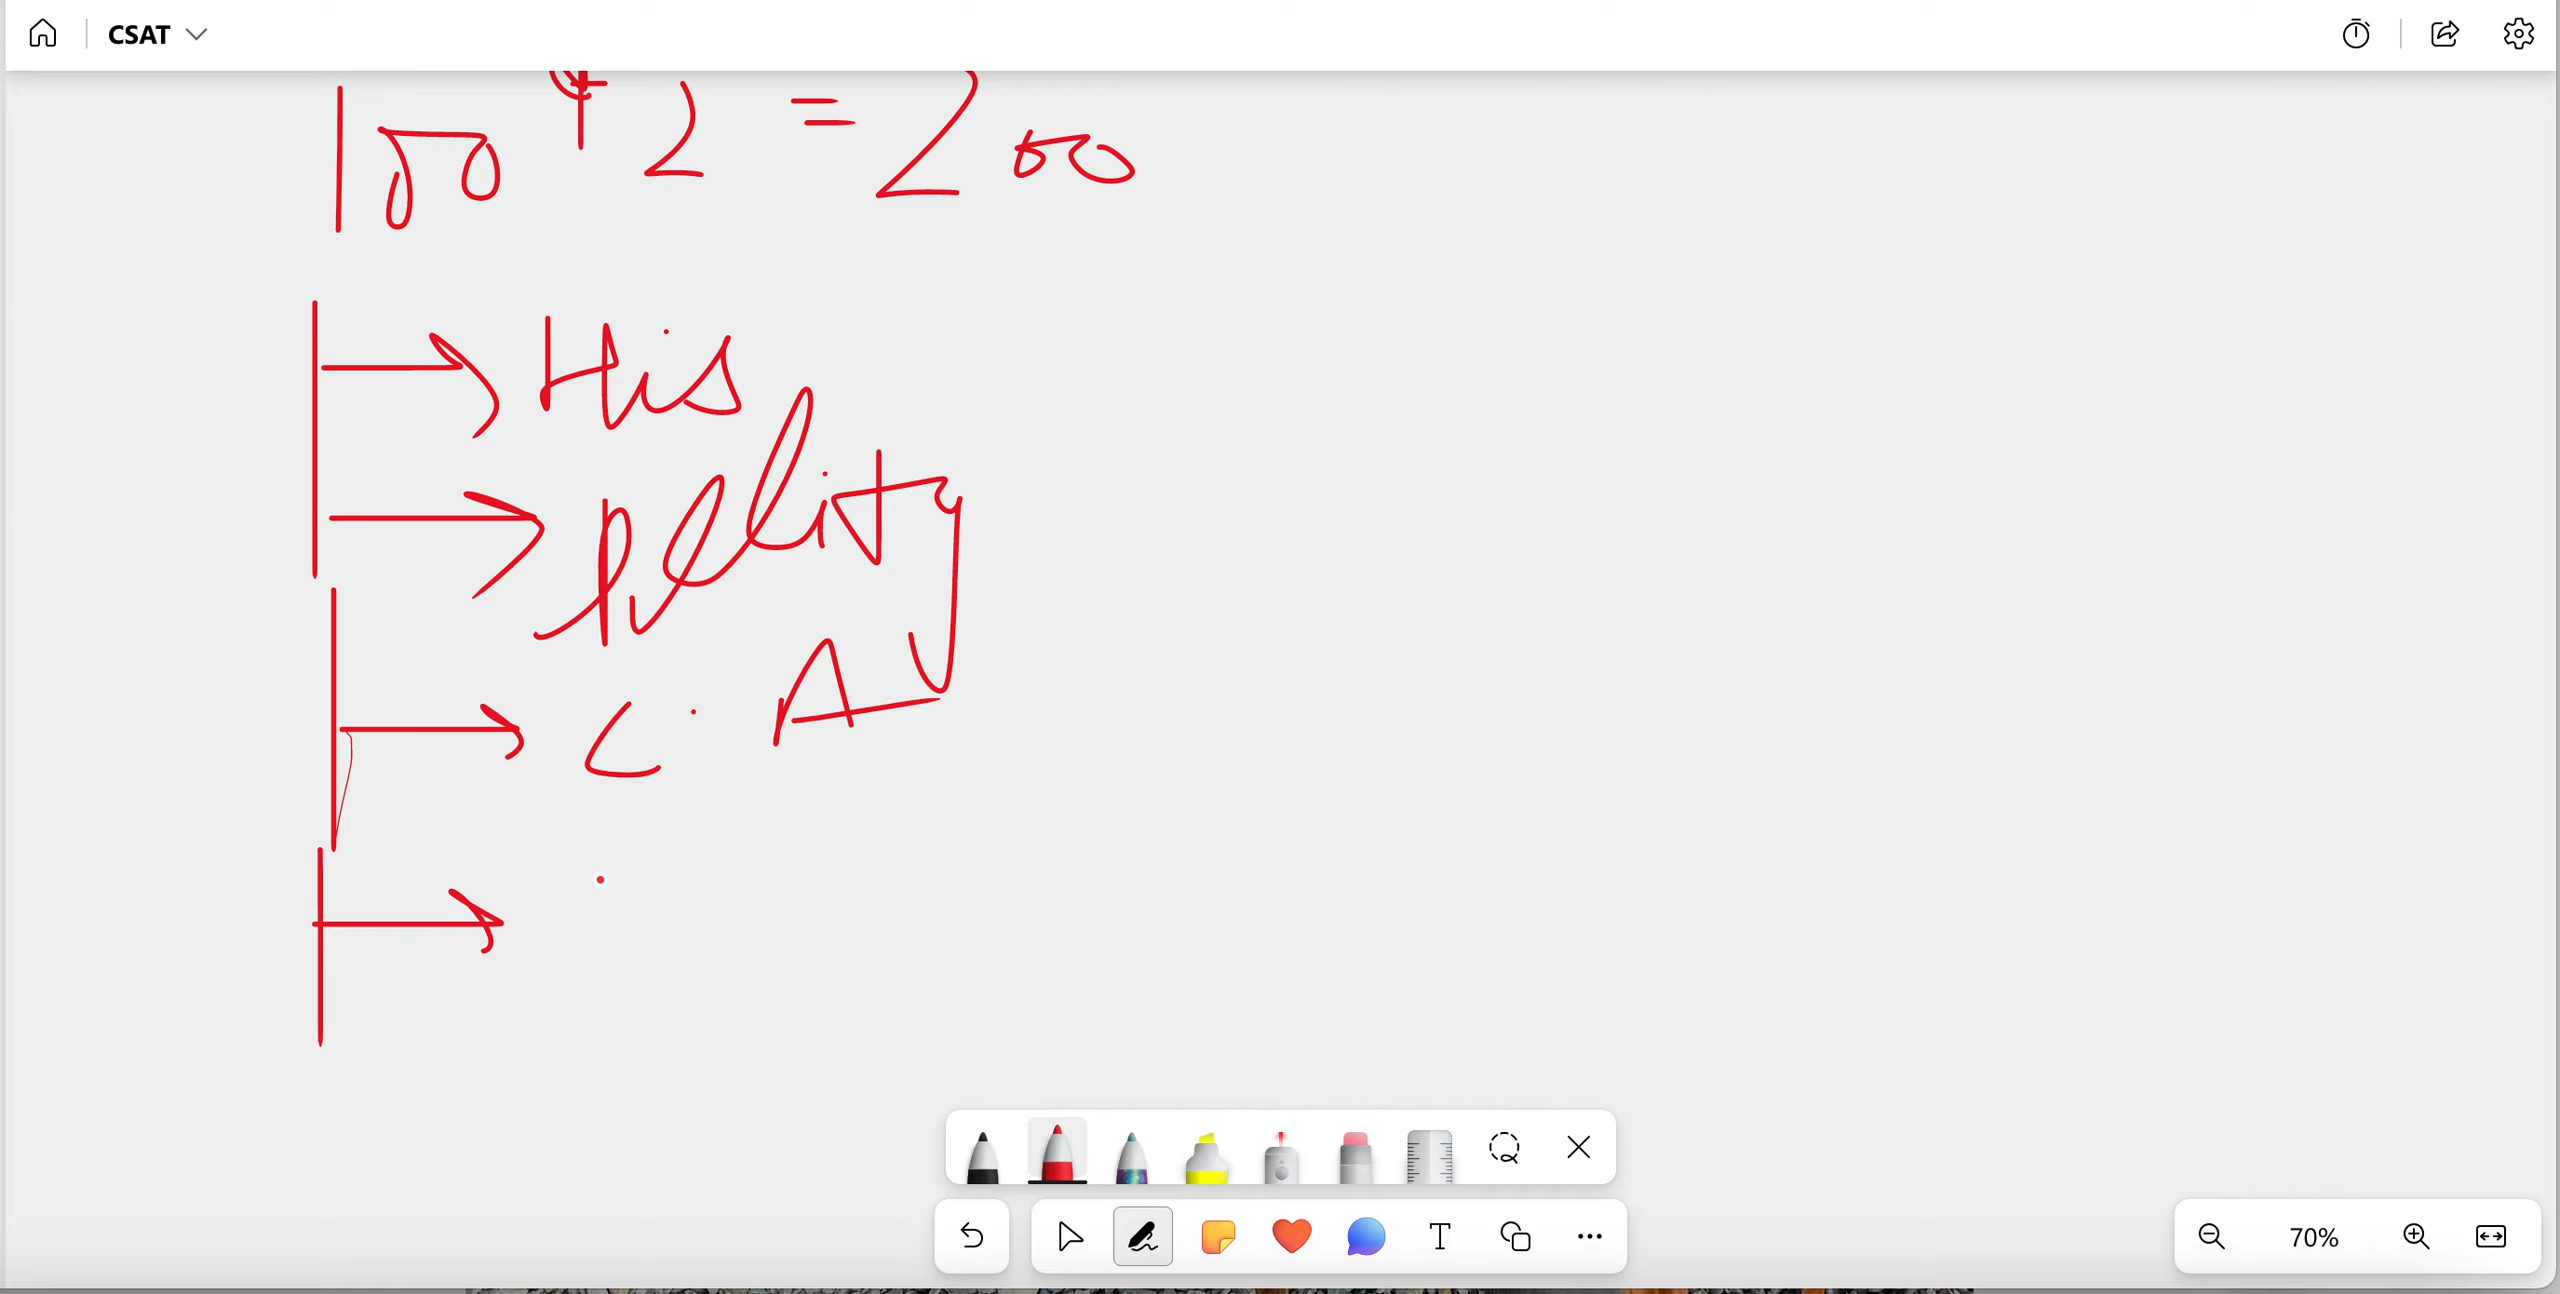 CSAT
100 * 2 = 200
→ His
→ Polity
→ C. A
→
T
70%